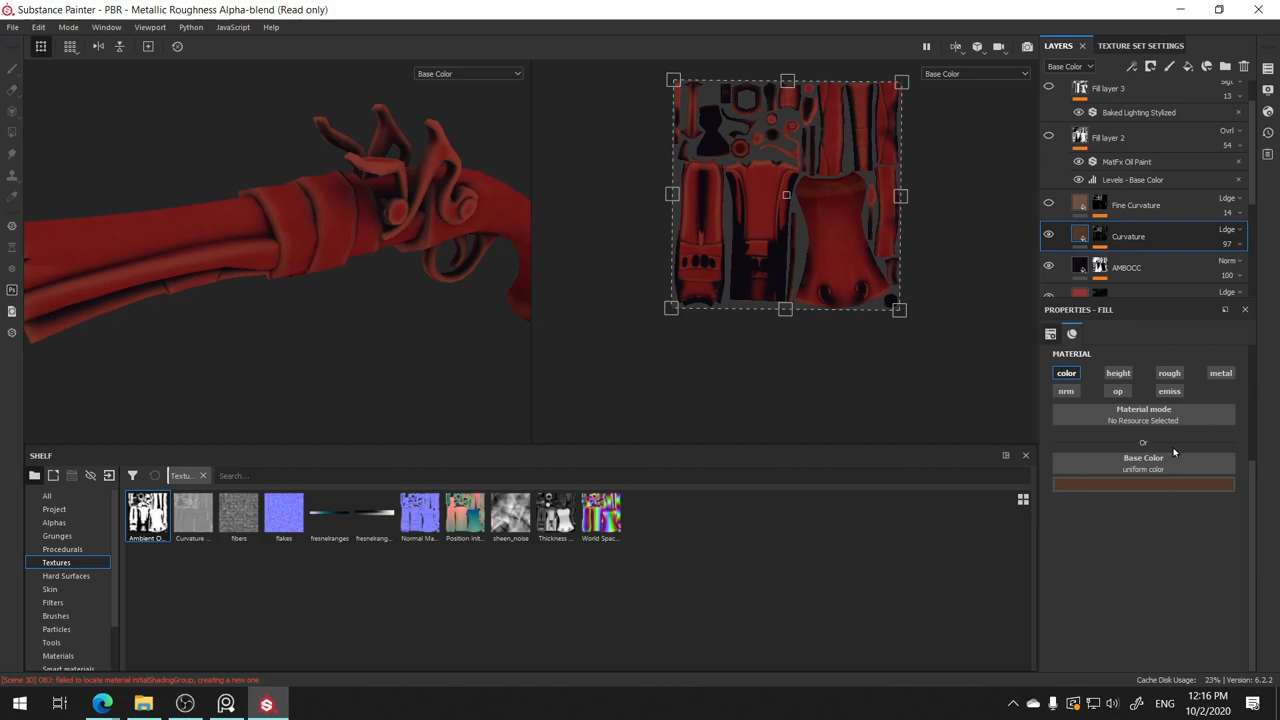 Substance Painter - PBR - Metallic Roughness Alpha-blend (Read only)
File Edit Mode Window Viewport Python JavaScript Help
Base Color
Base Color
LAYERS
TEXTURE SET SETTINGS
Base Color
Fill layer 3
13
Baked Lighting Stylized
Fill layer 2
Ovrl
54
MatFx Oil Paint
Levels - Base Color
Fine Curvature
Ldge
14
Curvature
Ldge
97
AMBOCC
Norm
100
Ldge
PROPERTIES - FILL
MATERIAL
color height rough metal
nrm op emiss
Material mode
No Resource Selected
Or
Base Color
uniform color
SHELF
Textu...
Search...
All
Project
Alphas
Grunges
Procedurals
Textures
Hard Surfaces
Skin
Filters
Brushes
Particles
Tools
Materials
Smart materials
Ambient O...
Curvature ...
fibers
flakes
fresnelranges
fresnelrang...
Normal Ma...
Position init...
sheen_noise
Thickness ...
World Spac...
[Scene 3D] OBJ: failed to locate material initialShadingGroup, creating a new one
Cache Disk Usage: 23% | Version: 6.2.2
ENG
12:16 PM
10/2/2020